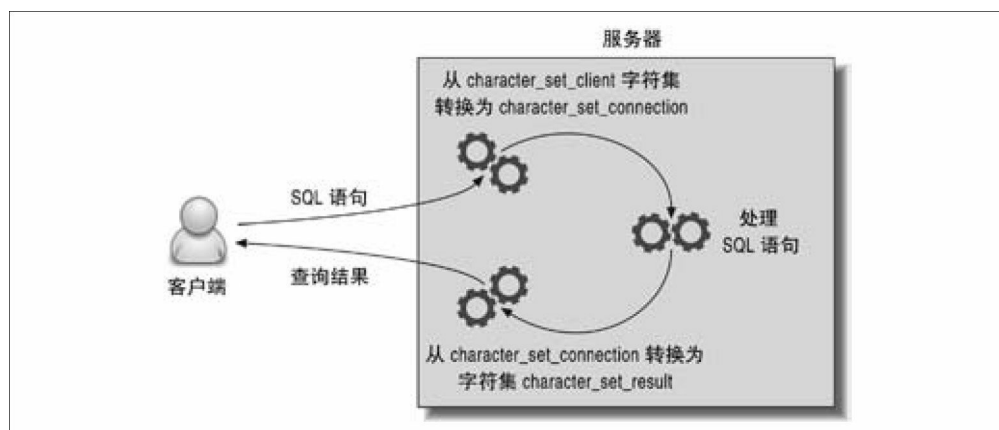 服务器
从 character_set_client 字符集
转换为 character_set_connection
SQL 语句
处理
SQL 语句
客户端
查询结果
从 character_set_connection 转换为
字符集 character_set_result